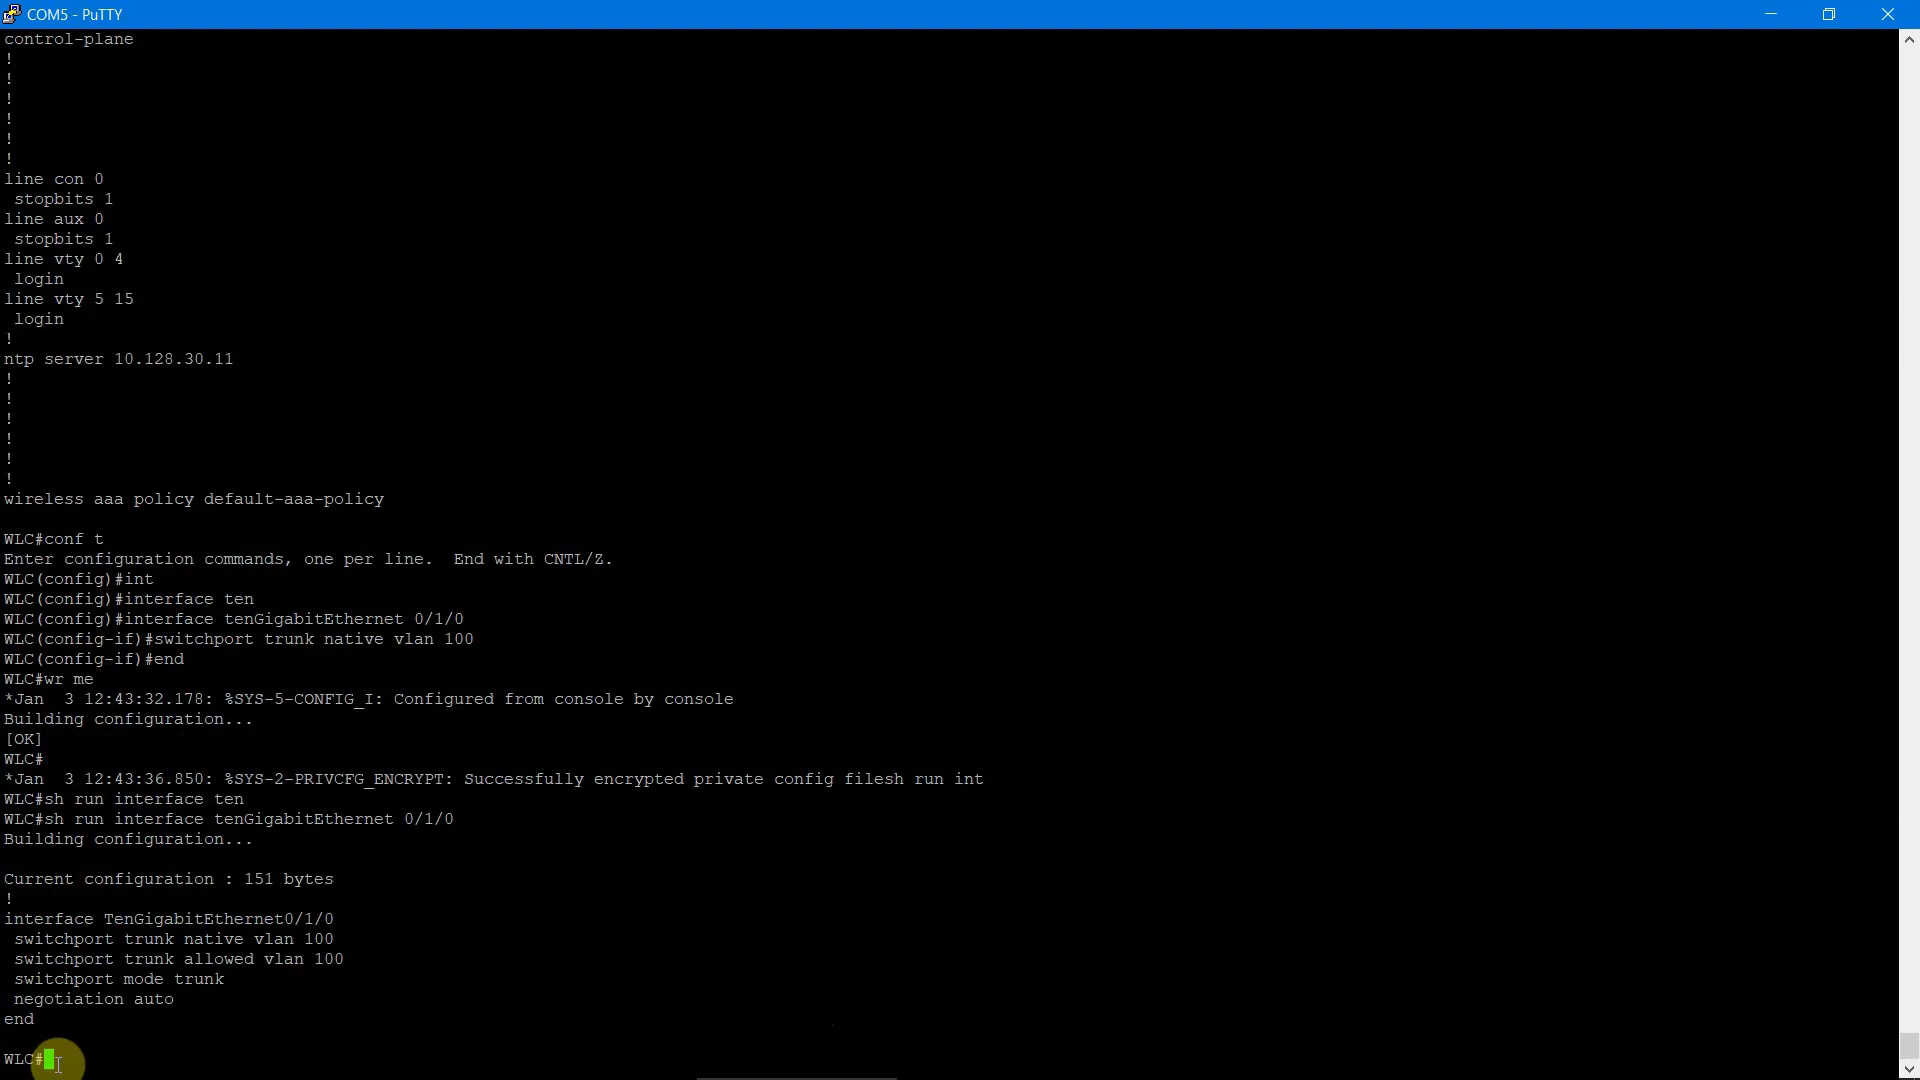 COM5 - PuTTY
control-plane
!
!
!
!
!
!
line con 0
 stopbits 1
line aux 0
 stopbits 1
line vty 0 4
 login
line vty 5 15
 login
!
ntp server 10.128.30.11
!
!
!
!
!
!
wireless aaa policy default-aaa-policy

WLC#conf t
Enter configuration commands, one per line.  End with CNTL/Z.
WLC(config)#int
WLC(config)#interface ten
WLC(config)#interface tenGigabitEthernet 0/1/0
WLC(config-if)#switchport trunk native vlan 100
WLC(config-if)#end
WLC#wr me
*Jan  3 12:43:32.178: %SYS-5-CONFIG_I: Configured from console by console
Building configuration...
[OK]
WLC#
*Jan  3 12:43:36.850: %SYS-2-PRIVCFG_ENCRYPT: Successfully encrypted private config filesh run int
WLC#sh run interface ten
WLC#sh run interface tenGigabitEthernet 0/1/0
Building configuration...

Current configuration : 151 bytes
!
interface TenGigabitEthernet0/1/0
 switchport trunk native vlan 100
 switchport trunk allowed vlan 100
 switchport mode trunk
 negotiation auto
end

WLC#